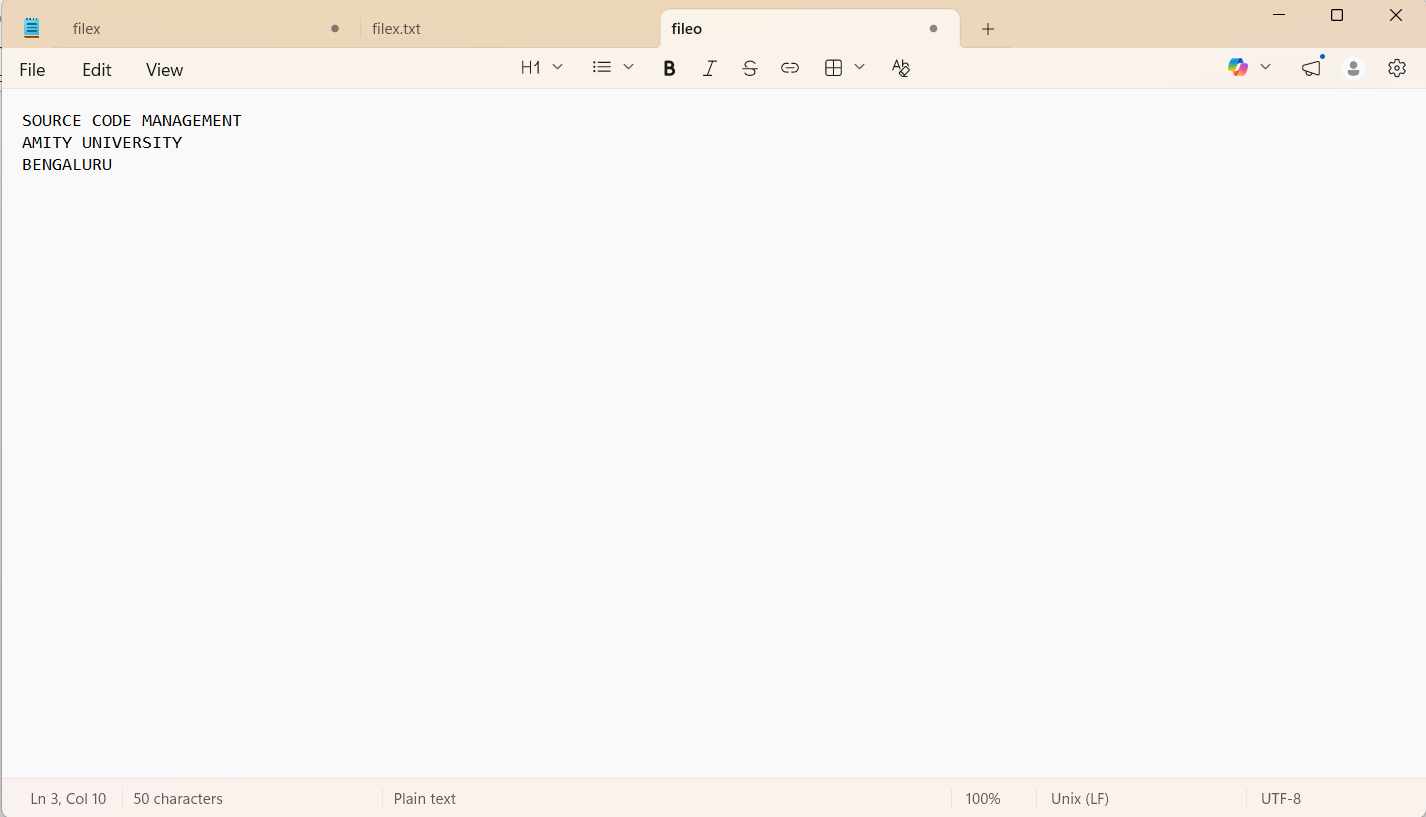 filex
filex.txt
fileo
File Edit View
H1 B I S Ab
SOURCE CODE MANAGEMENT
AMITY UNIVERSITY
BENGALURU
Ln 3, Col 10 50 characters Plain text 100% Unix (LF) UTF-8